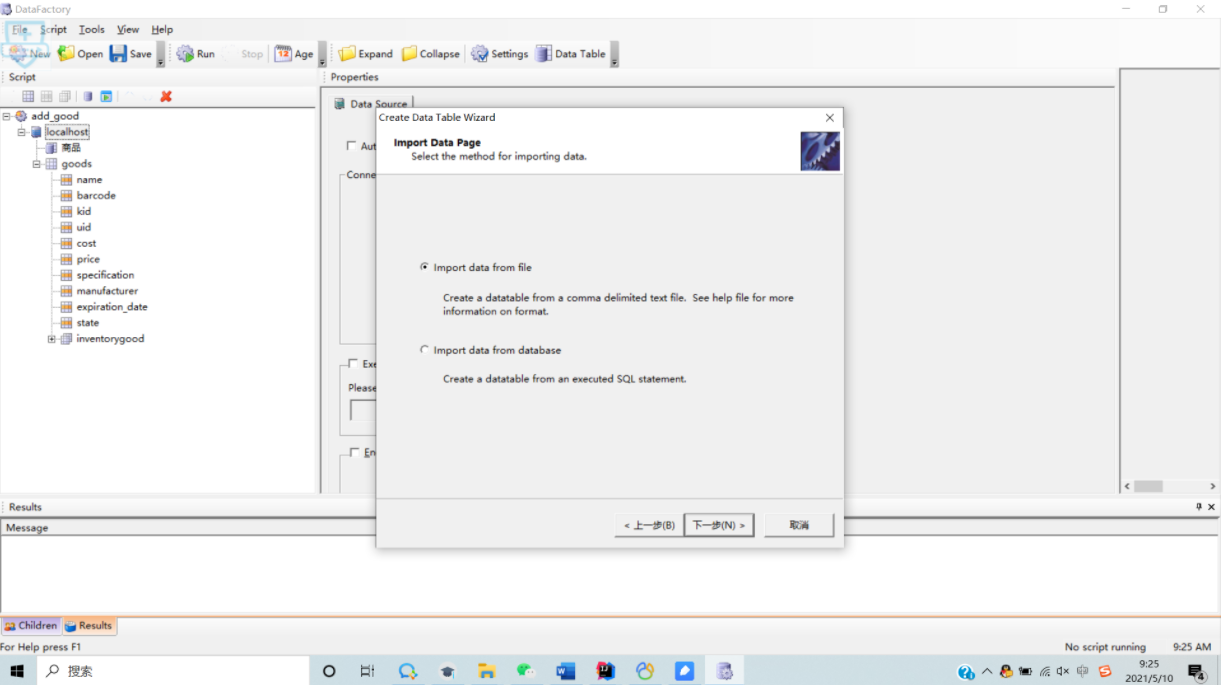 DataFactory
File Script Tools View Help
New Open Save Run Stop 12 Age Expand Collapse Settings Data Table
Script
Properties
add_good
localhost
商品
goods
name
barcode
kid
uid
cost
price
specification
manufacturer
expiration_date
state
inventorygood
Data Source
Aut
Conne
Exe
Please
En
Create Data Table Wizard
Import Data Page
Select the method for importing data.
Import data from file
Create a datatable from a comma delimited text file. See help file for more
information on format.
Import data from database
Create a datatable from an executed SQL statement.
< 上一步(B) 下一步(N) > 取消
Results
Message
Children Results
For Help press F1
No script running 9:25 AM
搜索
中
9:25
2021/5/10
4